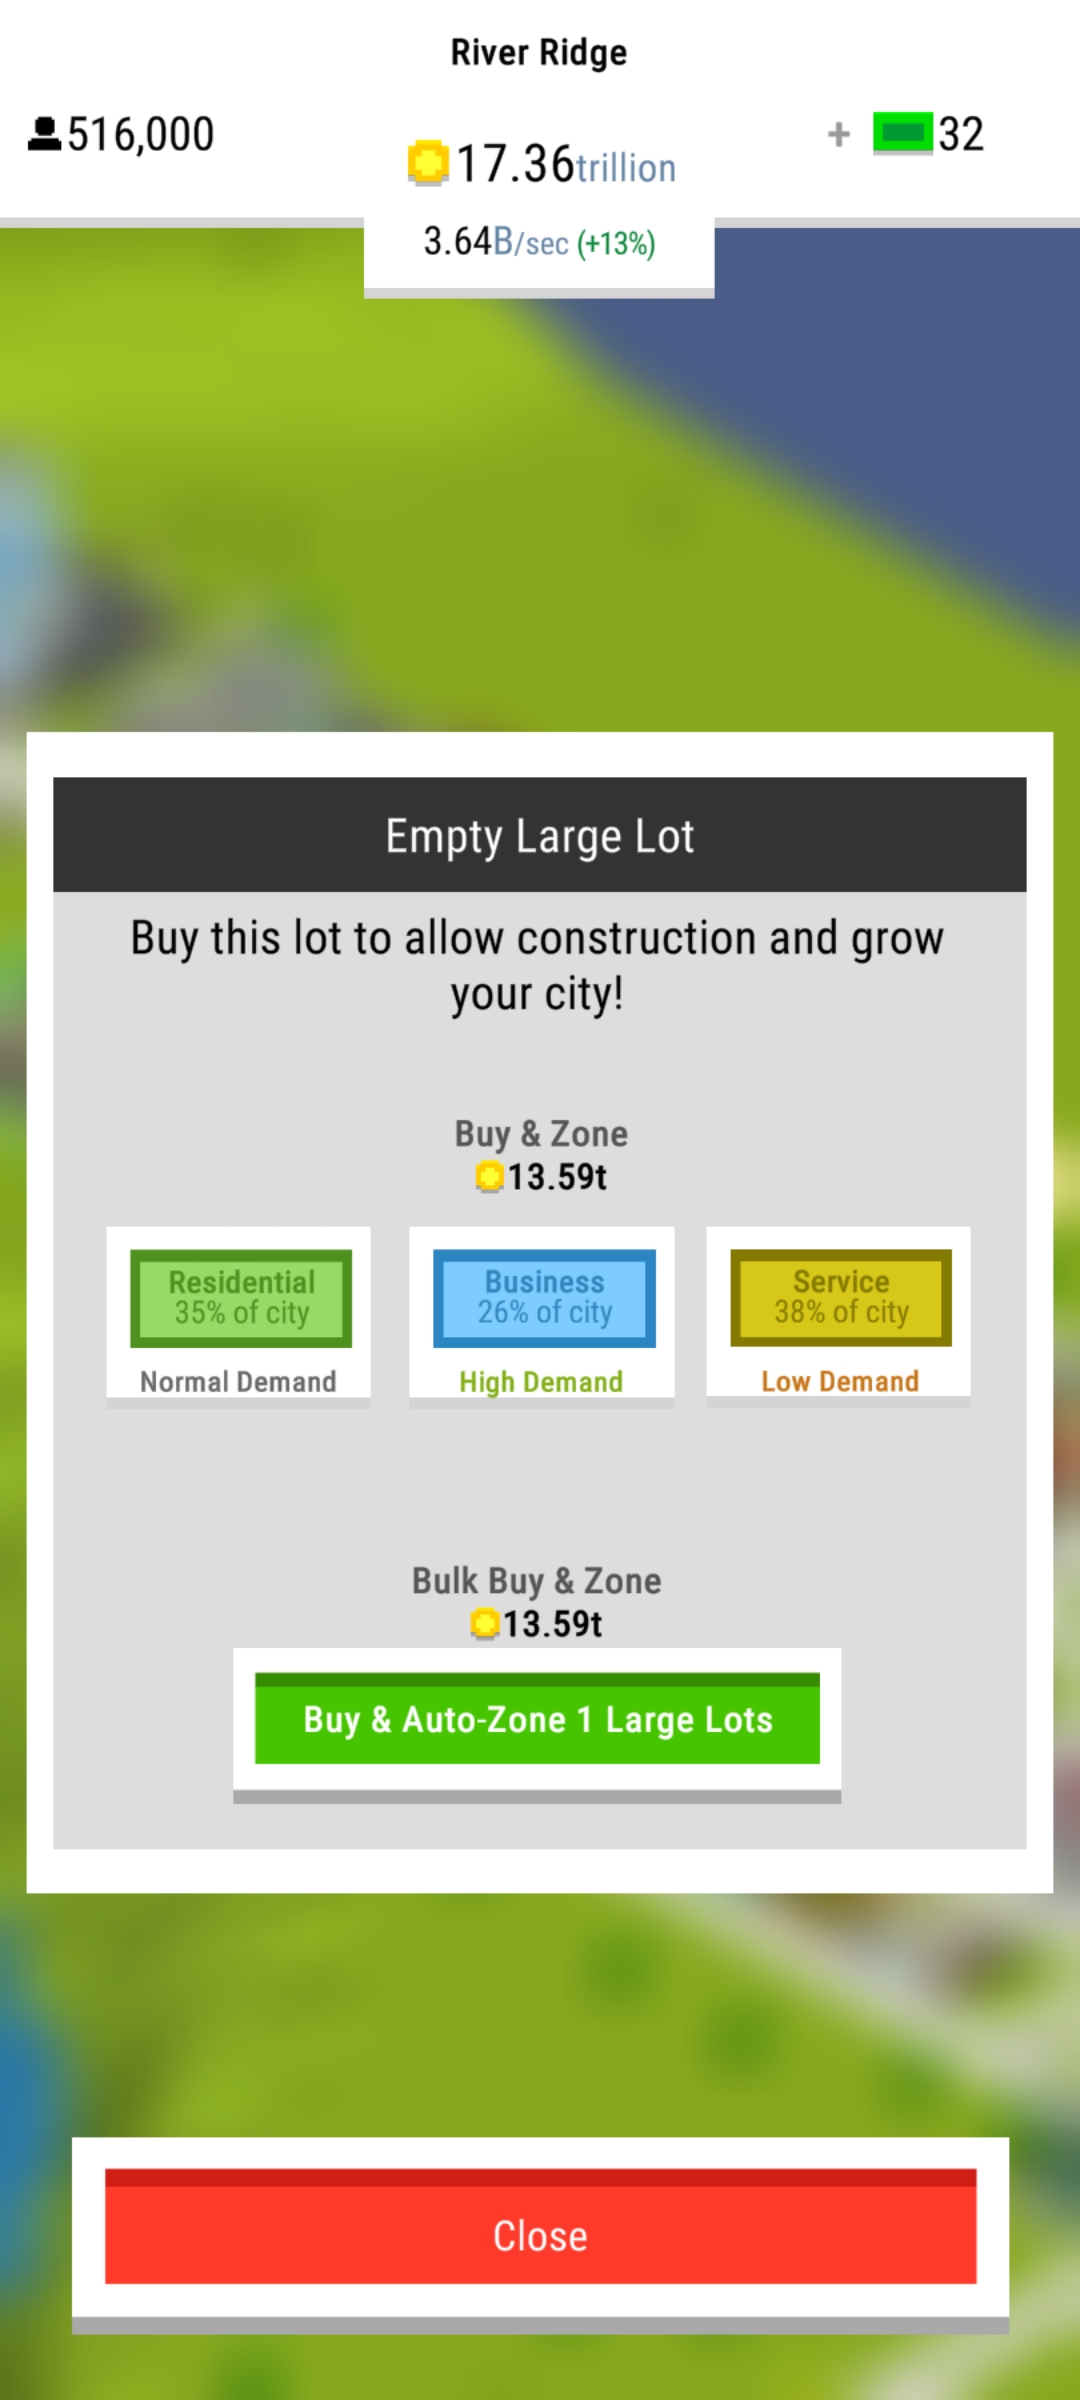 River Ridge
516,000
+ 32
17.36trillion
3.64B/sec (+13%)
Empty Large Lot
Buy this lot to allow construction and grow
your city!
Buy & Zone
13.59t
Residential
35% of city
Normal Demand
Business
26% of city
High Demand
Service
38% of city
Low Demand
Bulk Buy & Zone
13.59t
Buy & Auto-Zone 1 Large Lots
Close